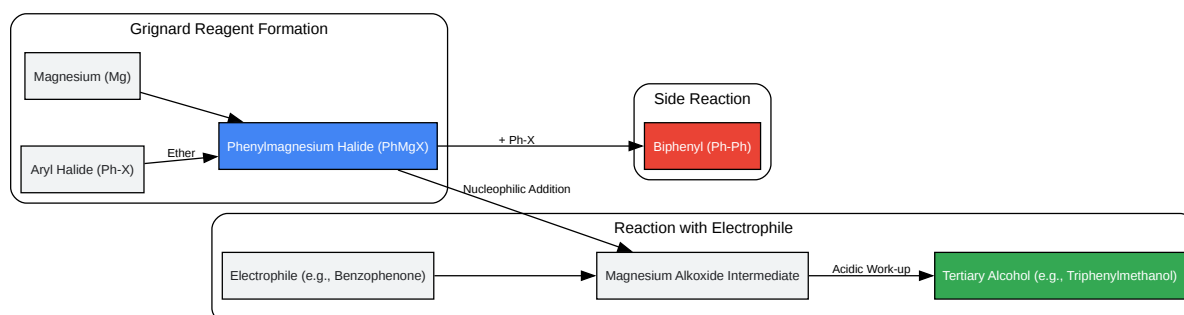 Grignard Reagent Formation
Magnesium (Mg)
Aryl Halide (Ph-X)
Ether
Phenylmagnesium Halide (PhMgX)
+ Ph-X
Side Reaction
Biphenyl (Ph-Ph)
Nucleophilic Addition
Reaction with Electrophile
Electrophile (e.g., Benzophenone)
Magnesium Alkoxide Intermediate
Acidic Work-up
Tertiary Alcohol (e.g., Triphenylmethanol)